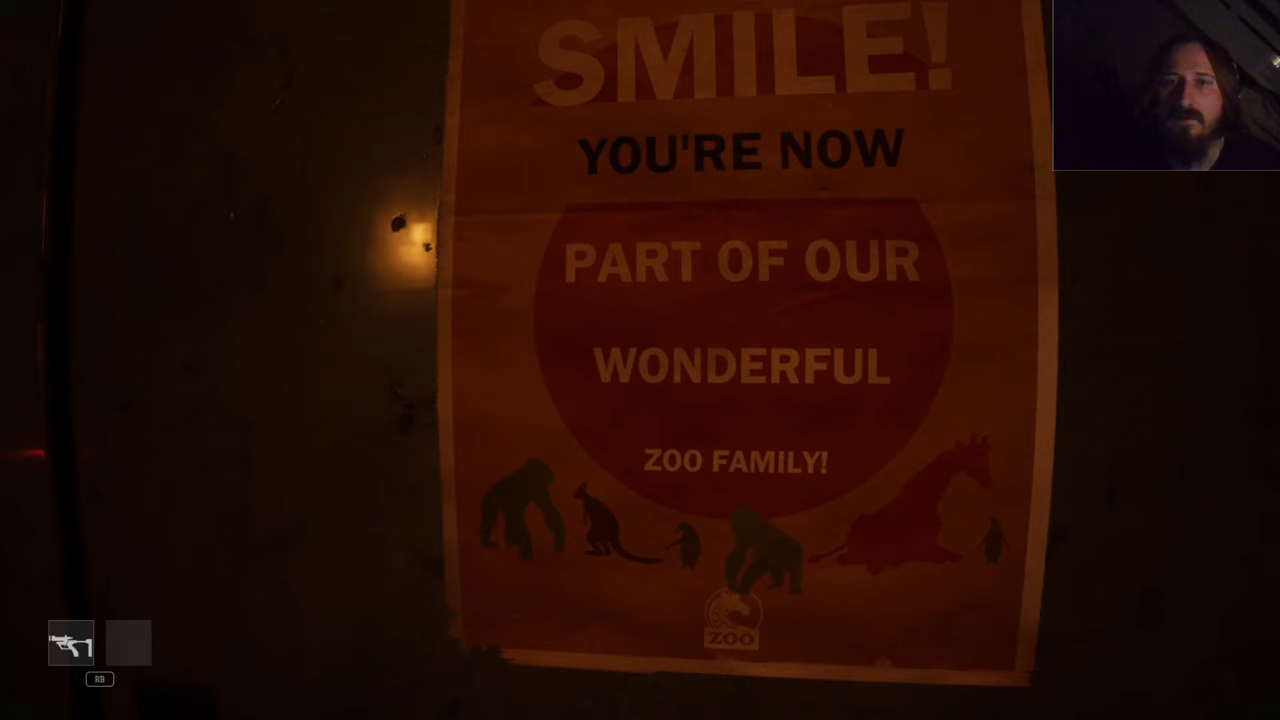 SMILE!
YOU'RE NOW
PART OF OUR
WONDERFUL
ZOO FAMILY!
ZOO
RB